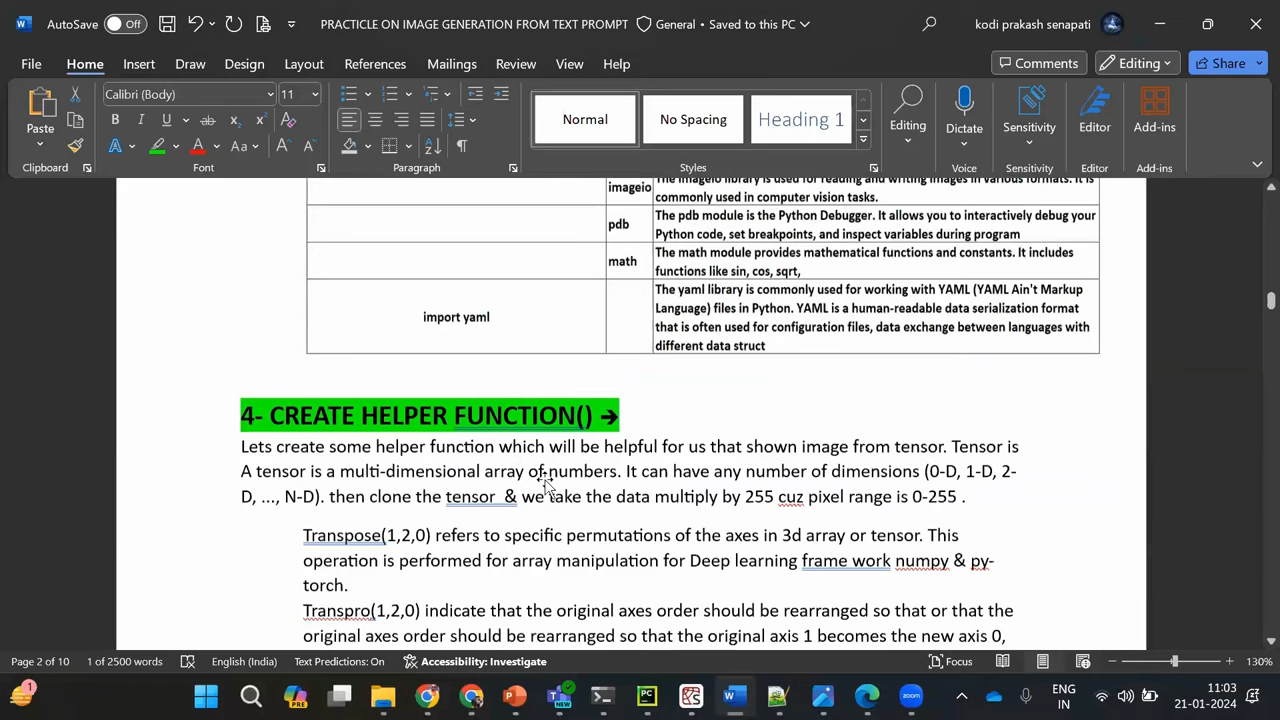 AutoSave Off PRACTICLE ON IMAGE GENERATION FROM TEXT PROMPT General • Saved to this PC kodi prakash senapati
File Home Insert Draw Design Layout References Mailings Review View Help Comments Editing Share
Calibri (Body) 11
Normal No Spacing Heading 1
Paste Editing Dictate Sensitivity Editor Add-ins
Clipboard Font Paragraph Styles Voice Sensitivity Editor Add-ins
imageio The imageio library is used for reading and writing images in various formats. It is
commonly used in computer vision tasks.
pdb The pdb module is the Python Debugger. It allows you to interactively debug your
Python code, set breakpoints, and inspect variables during program
math The math module provides mathematical functions and constants. It includes
functions like sin, cos, sqrt,
import yaml The yaml library is commonly used for working with YAML (YAML Ain't Markup
Language) files in Python. YAML is a human-readable data serialization format
that is often used for configuration files, data exchange between languages with
different data struct
4- CREATE HELPER FUNCTION() →
Lets create some helper function which will be helpful for us that shown image from tensor. Tensor is
A tensor is a multi-dimensional array of numbers. It can have any number of dimensions (0-D, 1-D, 2-
D, ..., N-D). then clone the tensor & we take the data multiply by 255 cuz pixel range is 0-255 .
Transpose(1,2,0) refers to specific permutations of the axes in 3d array or tensor. This
operation is performed for array manipulation for Deep learning frame work numpy & py-
torch.
Transpro(1,2,0) indicate that the original axes order should be rearranged so that or that the
original axes order should be rearranged so that the original axis 1 becomes the new axis 0,
Page 2 of 10 1 of 2500 words English (India) Text Predictions: On Accessibility: Investigate Focus 130%
1 PRE NEW PC zoom ENG IN 11:03 21-01-2024